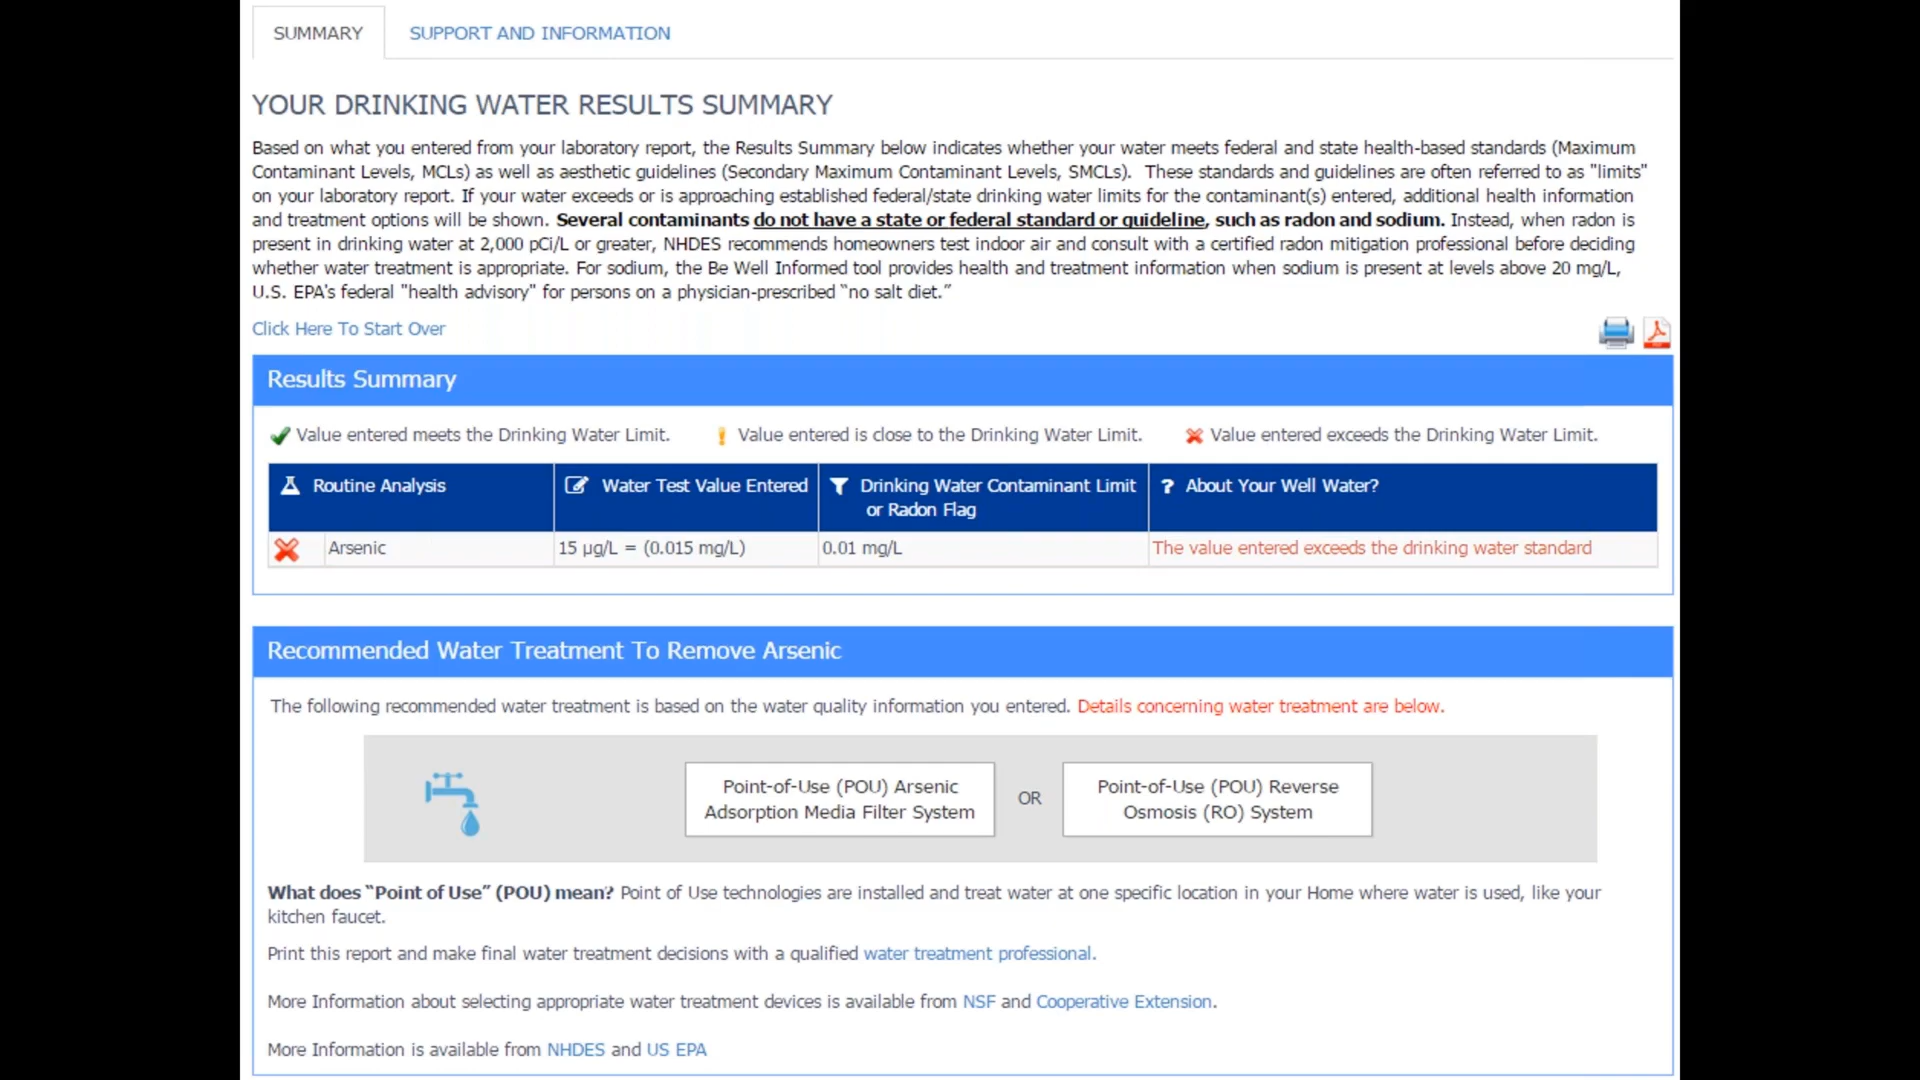 SUMMARY
SUPPORT AND INFORMATION
YOUR DRINKING WATER RESULTS SUMMARY
Based on what you entered from your laboratory report, the Results Summary below indicates whether your water meets federal and state health-based standards (Maximum
Contaminant Levels, MCLs) as well as aesthetic guidelines (Secondary Maximum Contaminant Levels, SMCLs).  These standards and guidelines are often referred to as "limits"
on your laboratory report. If your water exceeds or is approaching established federal/state drinking water limits for the contaminant(s) entered, additional health information
and treatment options will be shown. Several contaminants do not have a state or federal standard or guideline, such as radon and sodium. Instead, when radon is
present in drinking water at 2,000 pCi/L or greater, NHDES recommends homeowners test indoor air and consult with a certified radon mitigation professional before deciding
whether water treatment is appropriate. For sodium, the Be Well Informed tool provides health and treatment information when sodium is present at levels above 20 mg/L,
U.S. EPA's federal "health advisory" for persons on a physician-prescribed “no salt diet.”
Click Here To Start Over
Results Summary
Value entered meets the Drinking Water Limit.
Value entered is close to the Drinking Water Limit.
Value entered exceeds the Drinking Water Limit.
Routine Analysis
Water Test Value Entered
Drinking Water Contaminant Limit
or Radon Flag
? About Your Well Water?
Arsenic
15 µg/L = (0.015 mg/L)
0.01 mg/L
The value entered exceeds the drinking water standard
Recommended Water Treatment To Remove Arsenic
The following recommended water treatment is based on the water quality information you entered. Details concerning water treatment are below.
Point-of-Use (POU) Arsenic
Adsorption Media Filter System
OR
Point-of-Use (POU) Reverse
Osmosis (RO) System
What does “Point of Use” (POU) mean? Point of Use technologies are installed and treat water at one specific location in your Home where water is used, like your
kitchen faucet.
Print this report and make final water treatment decisions with a qualified water treatment professional.
More Information about selecting appropriate water treatment devices is available from NSF and Cooperative Extension.
More Information is available from NHDES and US EPA